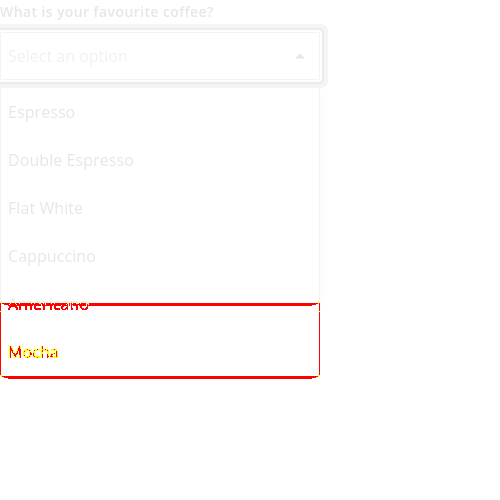 What is your favourite coffee?
Select an option
Espresso
Double Espresso
Flat White
Cappuccino
Americano
Mocha